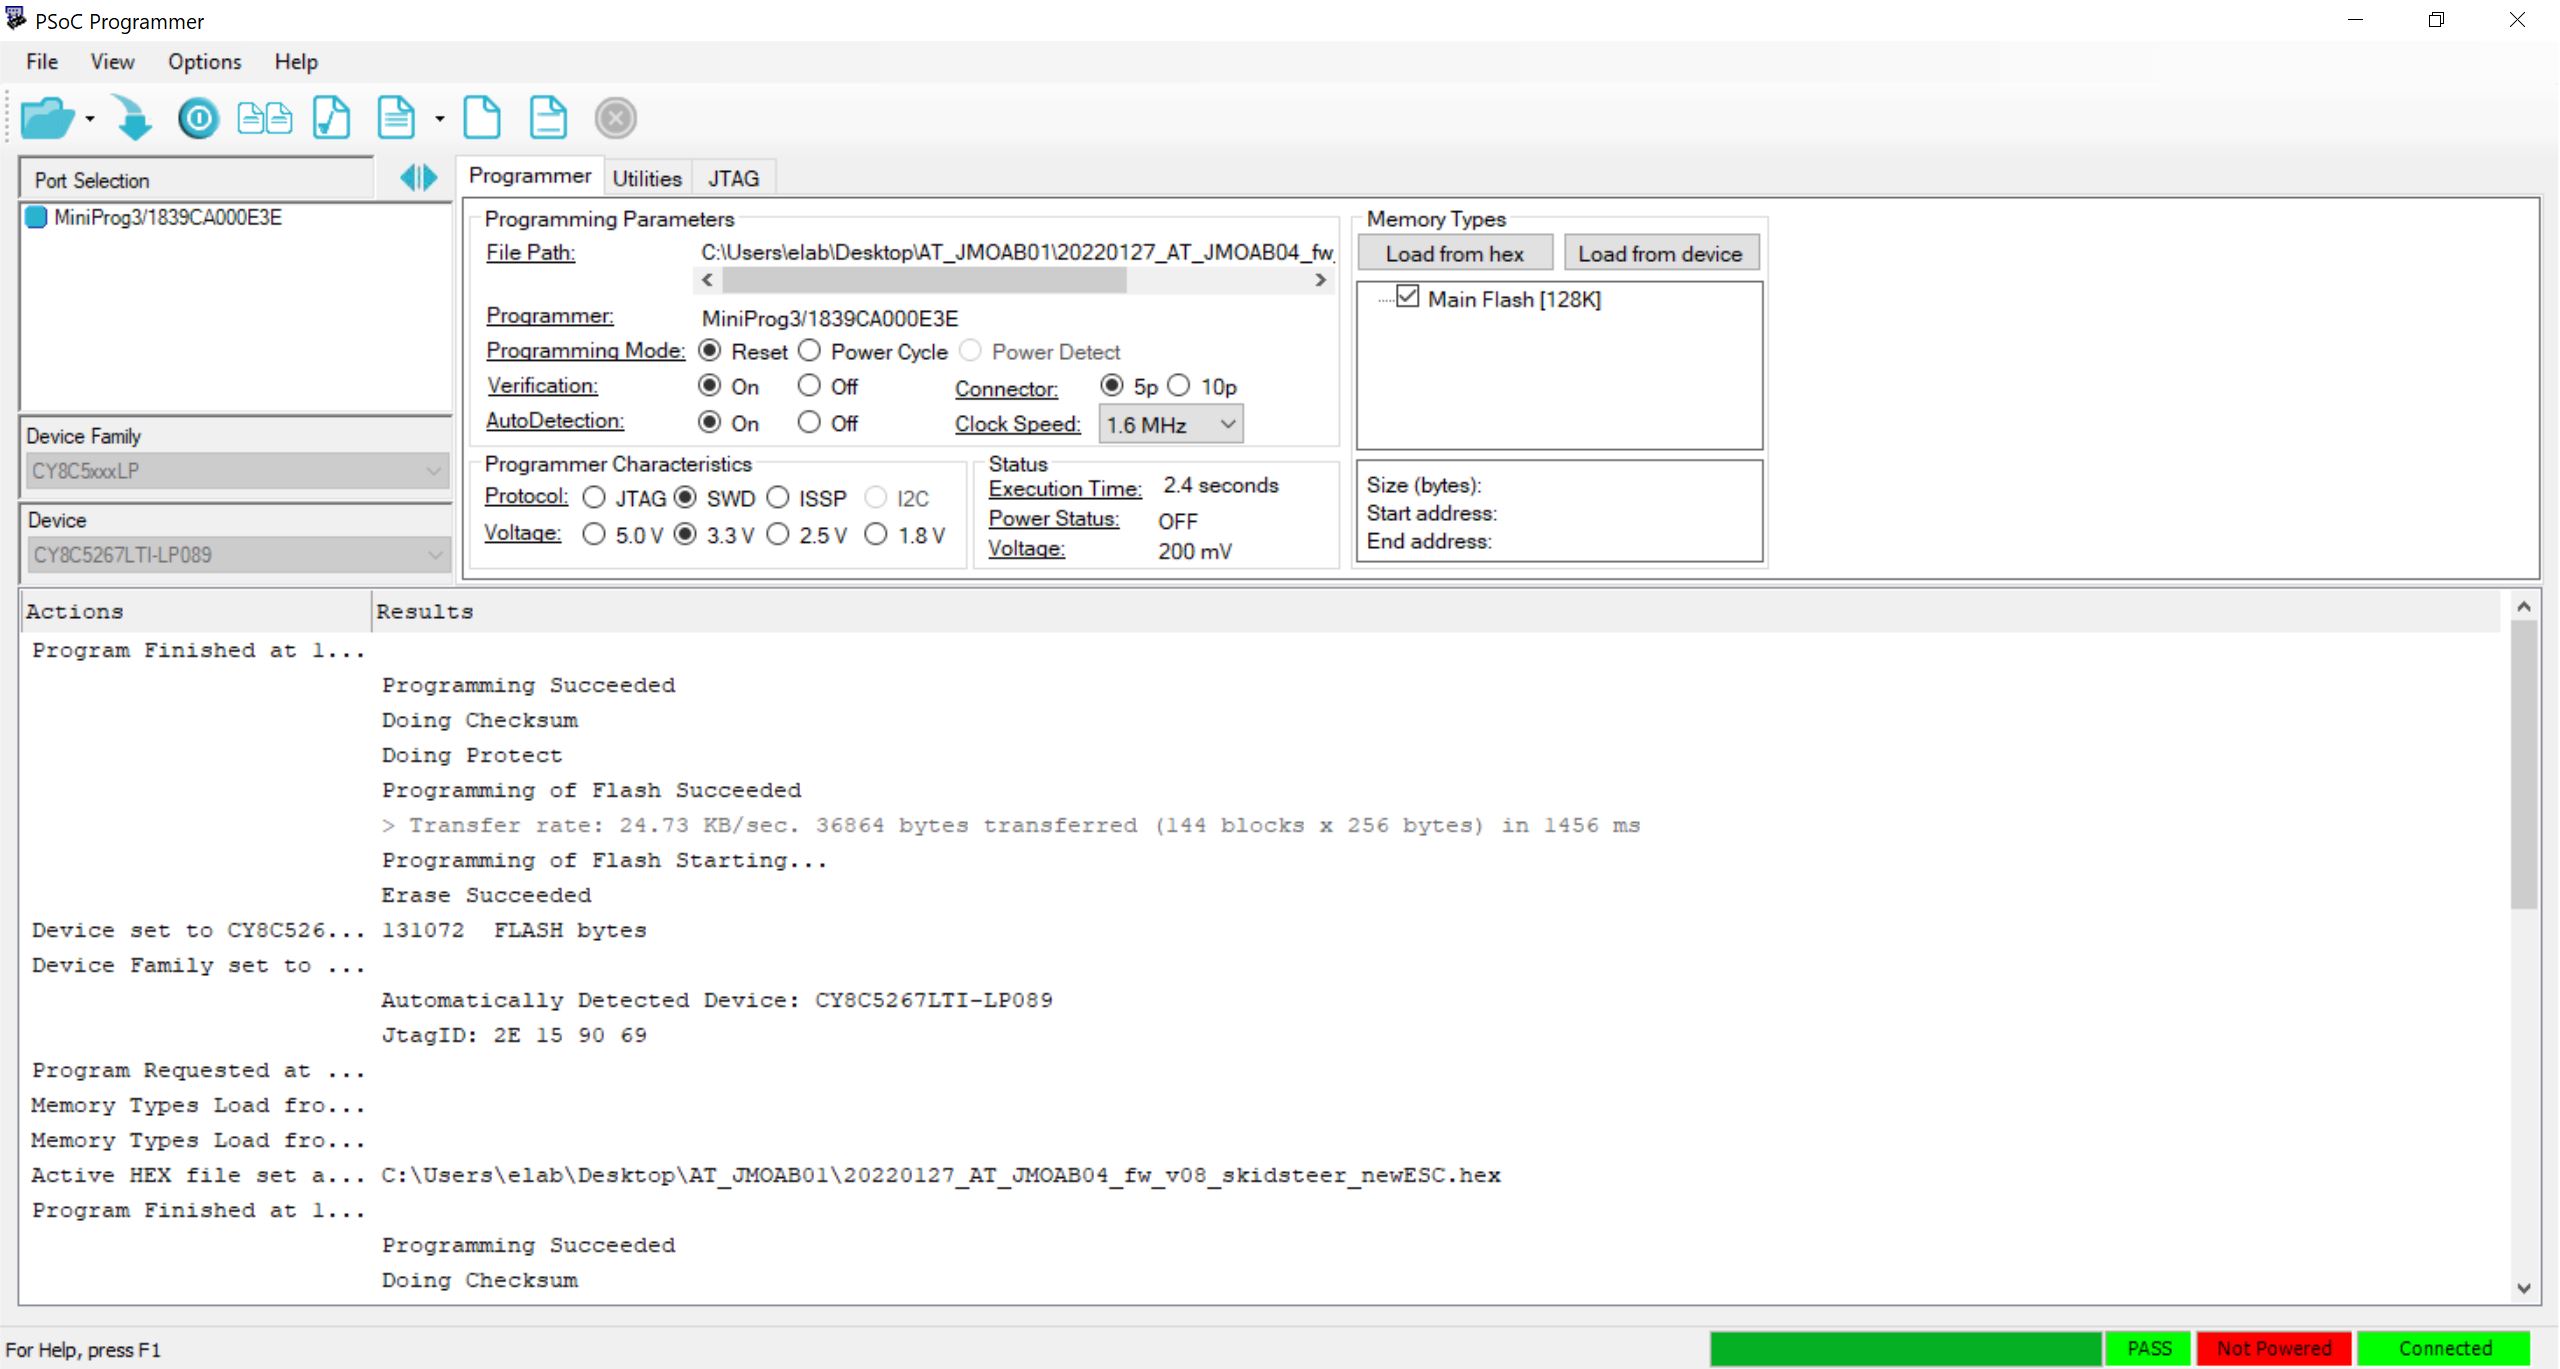 PSoC Programmer
File View Options Help
Port Selection
MiniProg3/1839CA000E3E
Device Family
CY8C5xxxLP
Device
CY8C5267LTI-LP089
Programmer Utilities JTAG
Programming Parameters
File Path: C:\Users\elab\Desktop\AT_JMOAB01\20220127_AT_JMOAB04_fw_
Programmer: MiniProg3/1839CA000E3E
Programming Mode: Reset Power Cycle Power Detect
Verification: On Off Connector: 5p 10p
AutoDetection: On Off Clock Speed: 1.6 MHz
Programmer Characteristics
Protocol: JTAG SWD ISSP I2C
Voltage: 5.0 V 3.3 V 2.5 V 1.8 V
Status
Execution Time: 2.4 seconds
Power Status: OFF
Voltage: 200 mV
Memory Types
Load from hex Load from device
Main Flash [128K]
Size (bytes):
Start address:
End address:
Actions Results
Program Finished at 1...
Programming Succeeded
Doing Checksum
Doing Protect
Programming of Flash Succeeded
> Transfer rate: 24.73 KB/sec. 36864 bytes transferred (144 blocks x 256 bytes) in 1456 ms
Programming of Flash Starting...
Erase Succeeded
Device set to CY8C526... 131072 FLASH bytes
Device Family set to ...
Automatically Detected Device: CY8C5267LTI-LP089
JtagID: 2E 15 90 69
Program Requested at ...
Memory Types Load fro...
Memory Types Load fro...
Active HEX file set a... C:\Users\elab\Desktop\AT_JMOAB01\20220127_AT_JMOAB04_fw_v08_skidsteer_newESC.hex
Program Finished at 1...
Programming Succeeded
Doing Checksum
For Help, press F1
PASS Not Powered Connected